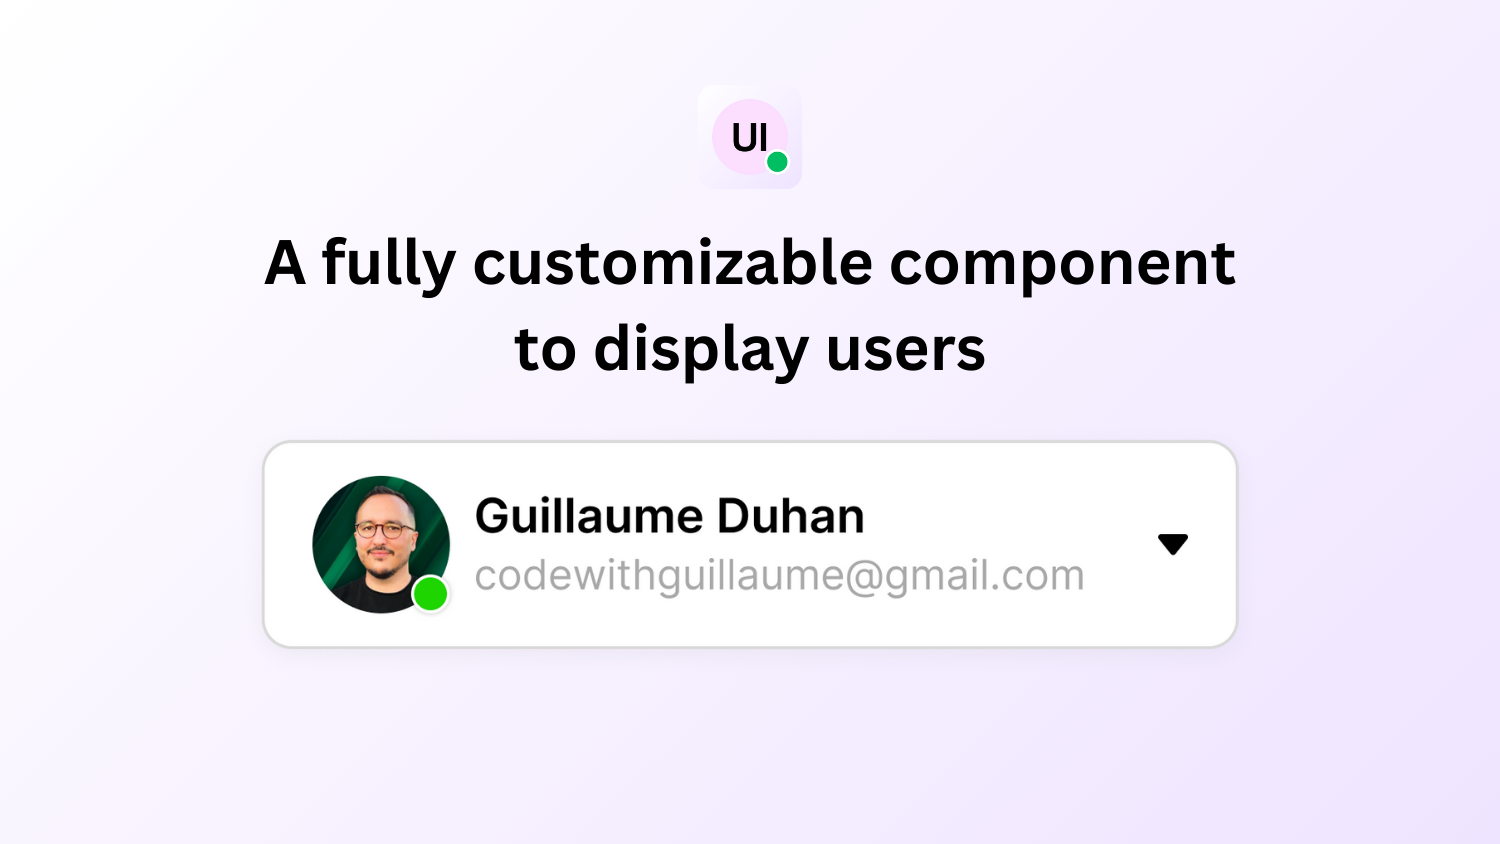 UI
A fully customizable component
to display users
Guillaume Duhan
codewithguillaume@gmail.com